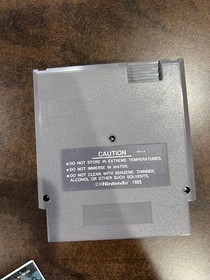 CAUTION
●DO NOT STORE IN EXTREME TEMPERATURES.
●DO NOT IMMERSE IN WATER.
●DO NOT CLEAN WITH BENZENE, THINNER,
ALCOHOL OR OTHER SUCH SOLVENTS.
©Nintendo 1985